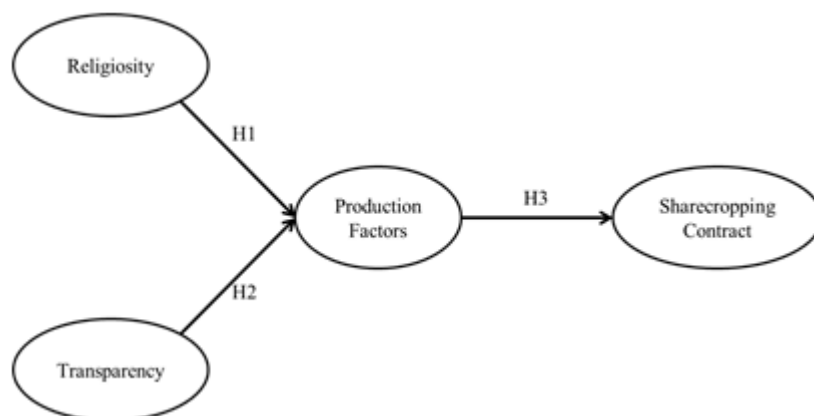 Religiosity
H1
Production
Factors
H3
Sharecropping
Contract
H2
Transparency